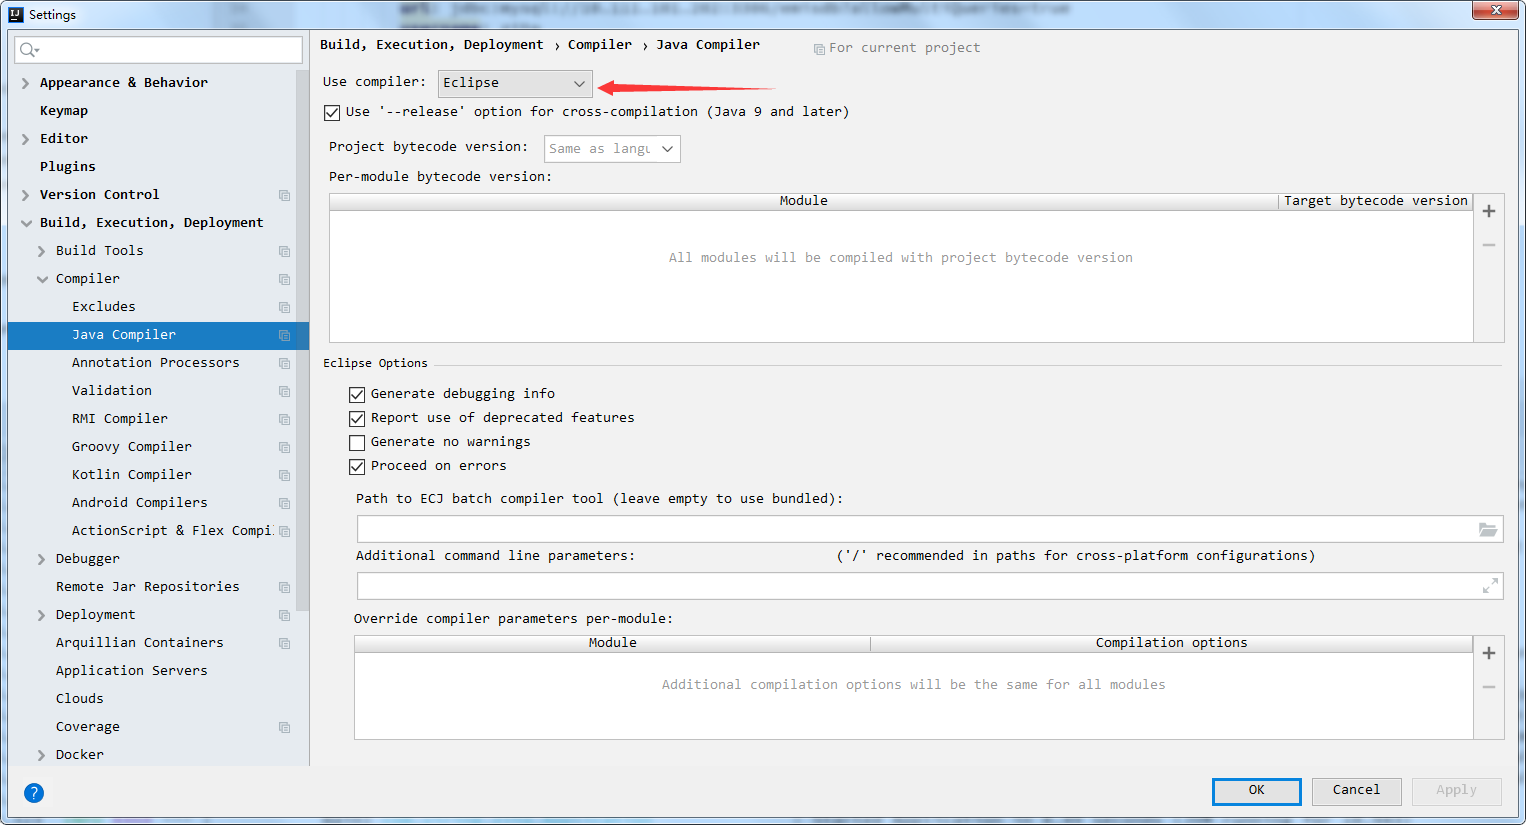 Settings
Appearance & Behavior
Keymap
Editor
Plugins
Version Control
Build, Execution, Deployment
Build Tools
Compiler
Excludes
Java Compiler
Annotation Processors
Validation
RMI Compiler
Groovy Compiler
Kotlin Compiler
Android Compilers
ActionScript & Flex Compi
Debugger
Remote Jar Repositories
Deployment
Arquillian Containers
Application Servers
Clouds
Coverage
Docker
Build, Execution, Deployment › Compiler › Java Compiler For current project
Use compiler: Eclipse
Use '--release' option for cross-compilation (Java 9 and later)
Project bytecode version: Same as langu
Per-module bytecode version:
Module Target bytecode version
All modules will be compiled with project bytecode version
Eclipse Options
Generate debugging info
Report use of deprecated features
Generate no warnings
Proceed on errors
Path to ECJ batch compiler tool (leave empty to use bundled):
Additional command line parameters: ('/' recommended in paths for cross-platform configurations)
Override compiler parameters per-module:
Module Compilation options
Additional compilation options will be the same for all modules
? OK Cancel Apply